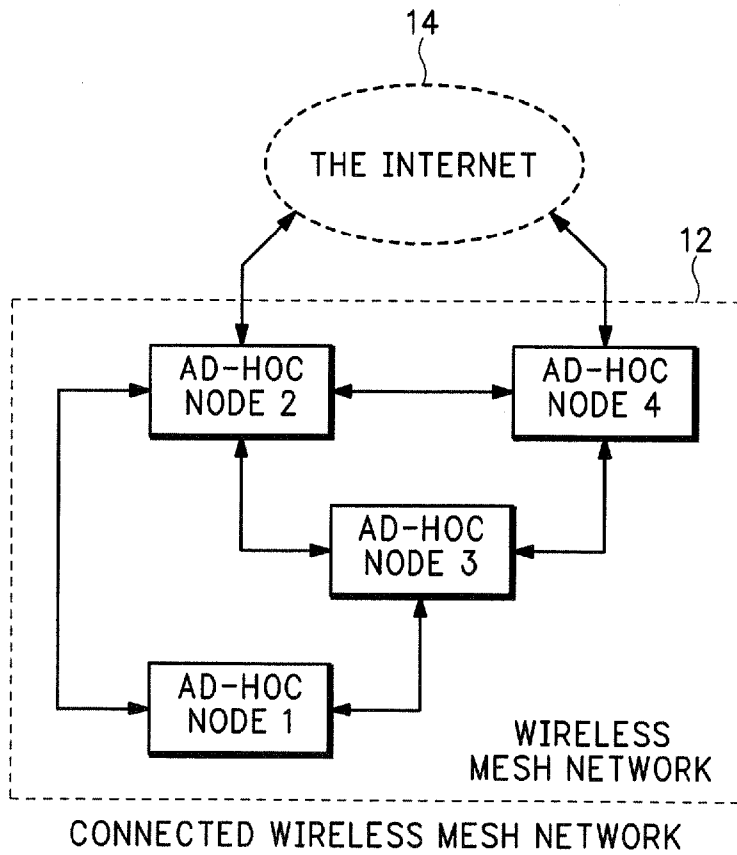 14
THE INTERNET
12
AD-HOC
NODE 2
AD-HOC
NODE 4
AD-HOC
NODE 3
AD-HOC
NODE 1
WIRELESS
MESH NETWORK
CONNECTED WIRELESS MESH NETWORK